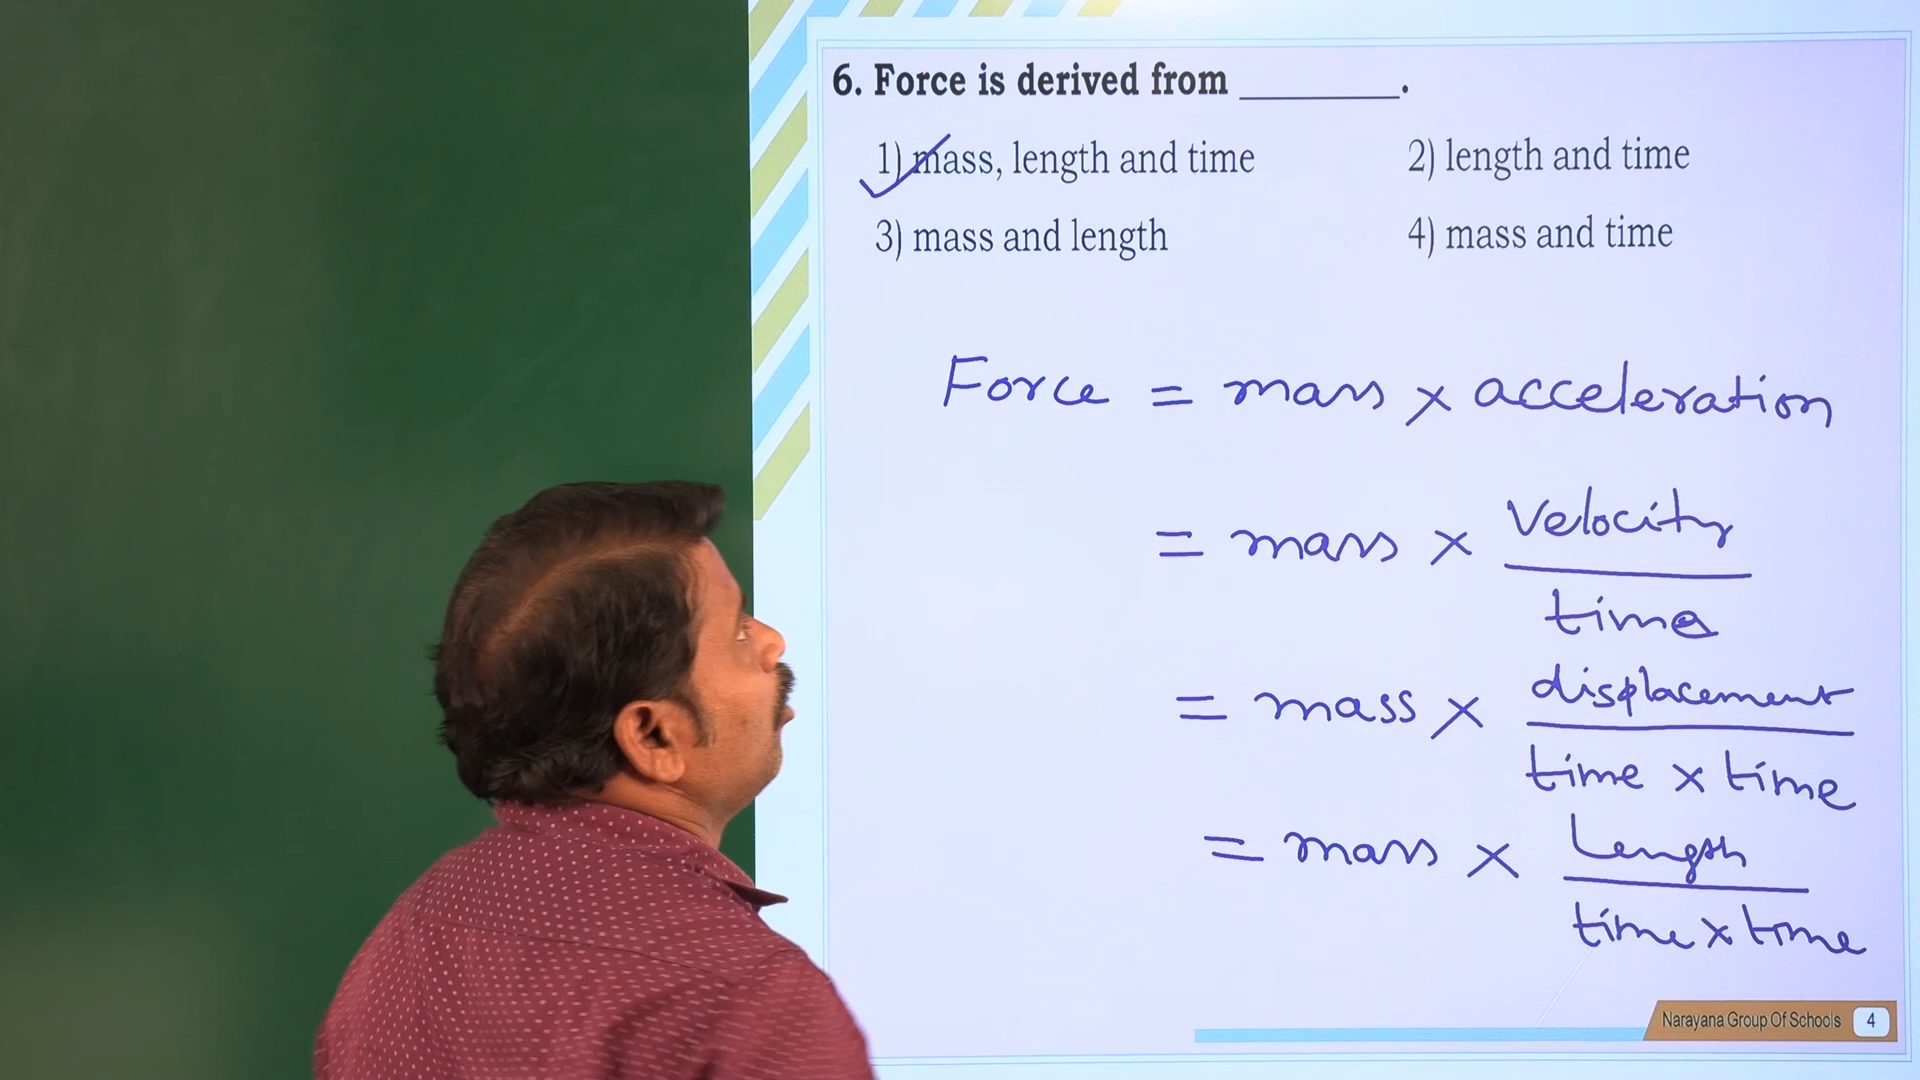 6. Force is derived from ________.
1) mass, length and time 2) length and time
3) mass and length 4) mass and time
Force = mass × acceleration
= mass × velocity / time
= mass × displacement / time × time
= mass × Length / time × time
Narayana Group Of Schools 4